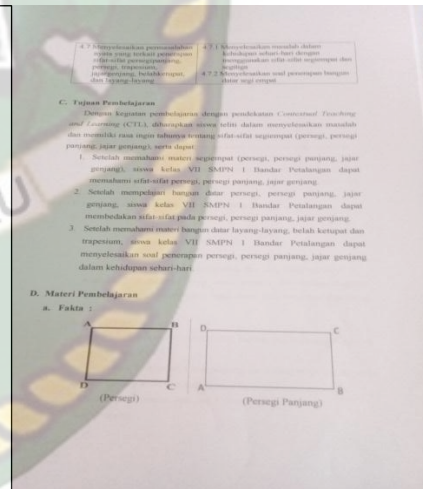 4.7 Menyelesaikan permasalahan
nyata yang terkait penerapan
sifat-sifat persegipanjang,
persegi, trapesium,
jajargenjang, belahketupat,
dan layang-layang
4.7.1 Menyelesaikan masalah dalam
kehidupan sehari-hari dengan
menggunakan sifat-sifat segiempat dan
segitiga
4.7.2 Menyelesaikan soal penerapan bangun
datar segi empat
C. Tujuan Pembelajaran
Dengan kegiatan pembelajaran dengan pendekatan Contextual Teaching
and Learning (CTL), diharapkan siswa teliti dalam menyelesaikan masalah
dan memiliki rasa ingin tahunya tentang sifat-sifat segiempat (persegi, persegi
panjang, jajar genjang), serta dapat:
1. Setelah memahami materi segiempat (persegi, persegi panjang, jajar
genjang), siswa kelas VII SMPN 1 Bandar Petalangan dapat
memahami sifat-sifat persegi, persegi panjang, jajar genjang.
2. Setelah mempelajari bangun datar persegi, persegi panjang, jajar
genjang, siswa kelas VII SMPN 1 Bandar Petalangan dapat
membedakan sifat-sifat pada persegi, persegi panjang, jajar genjang.
3. Setelah memahami materi bangun datar layang-layang, belah ketupat dan
trapesium, siswa kelas VII SMPN 1 Bandar Petalangan dapat
menyelesaikan soal penerapan persegi, persegi panjang, jajar genjang
dalam kehidupan sehari-hari.
D. Materi Pembelajaran
a. Fakta :
A B
D C
(Persegi)
D C
A B
(Persegi Panjang)